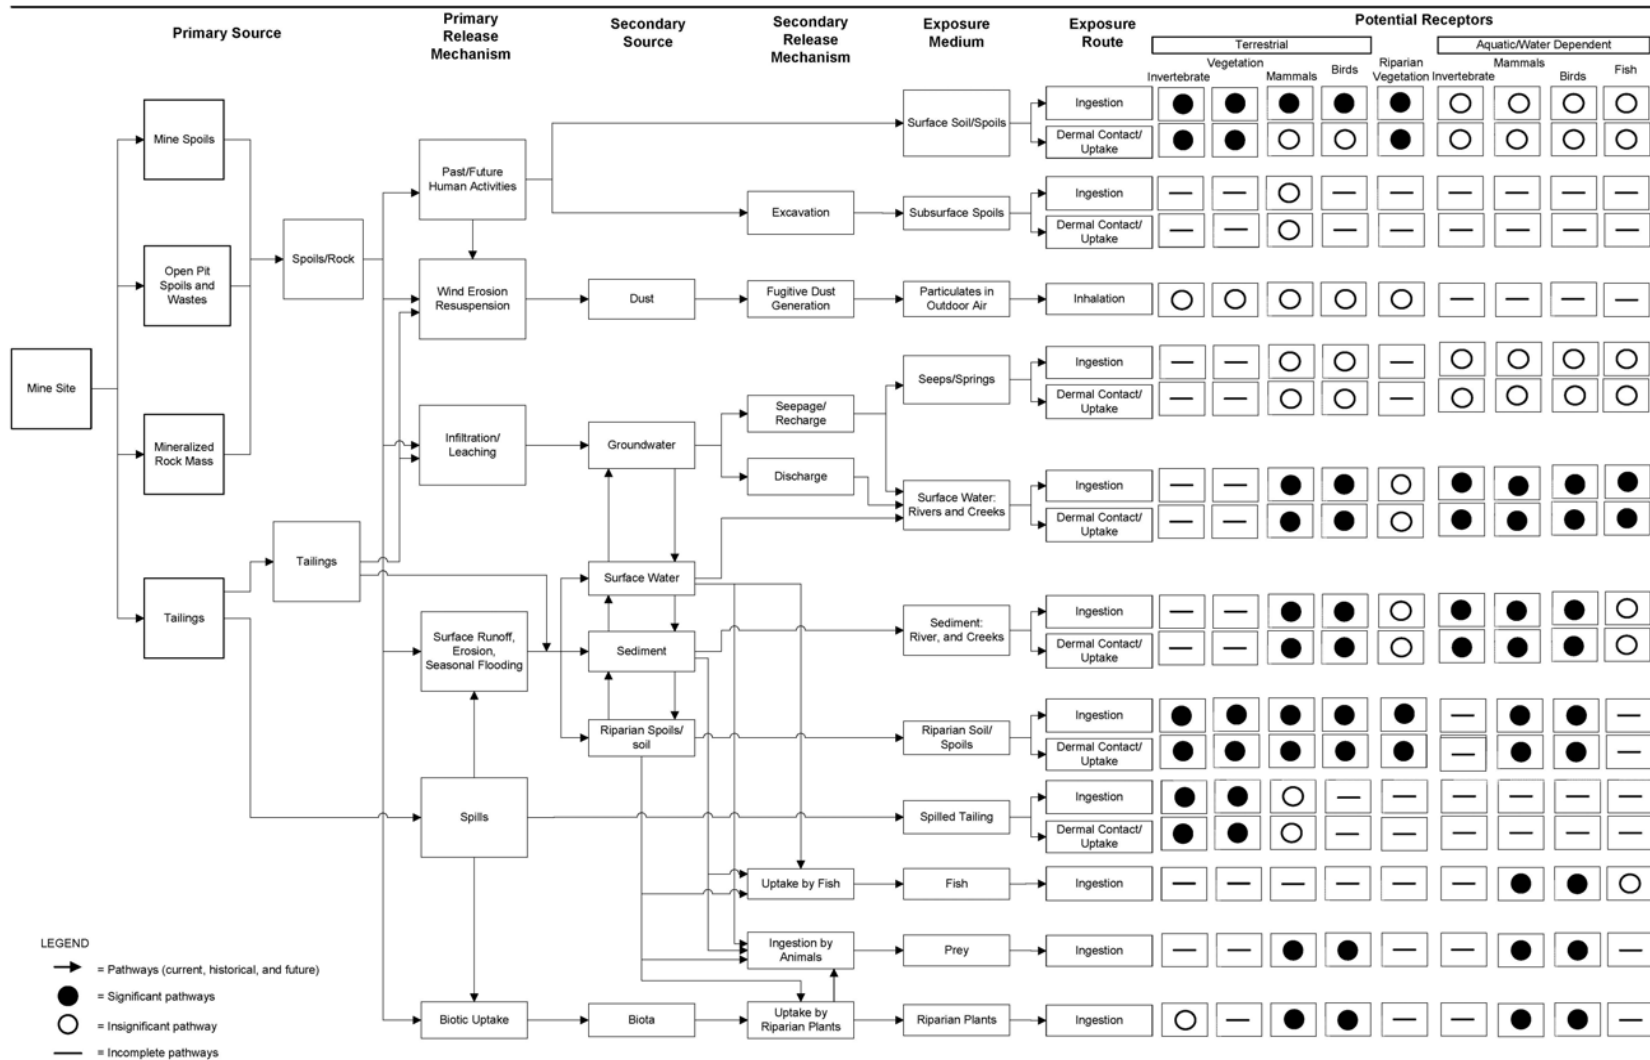 Primary Source
Primary
Release
Mechanism
Secondary
Source
Secondary
Release
Mechanism
Exposure
Medium
Exposure
Route
Potential Receptors
Terrestrial
Aquatic/Water Dependent
Invertebrate
Vegetation
Mammals
Birds
Riparian
Vegetation
Invertebrate
Mammals
Birds
Fish
Mine Site
Mine Spoils
Open Pit
Spoils and
Wastes
Mineralized
Rock Mass
Tailings
Spoils/Rock
Tailings
Past/Future
Human Activities
Wind Erosion
Resuspension
Infiltration/
Leaching
Surface Runoff,
Erosion,
Seasonal Flooding
Spills
Biotic Uptake
Dust
Groundwater
Surface Water
Sediment
Riparian Spoils/
soil
Biota
Excavation
Fugitive Dust
Generation
Seepage/
Recharge
Discharge
Uptake by Fish
Ingestion by
Animals
Uptake by
Riparian Plants
Surface Soil/Spoils
Subsurface Spoils
Particulates in
Outdoor Air
Seeps/Springs
Surface Water:
Rivers and Creeks
Sediment:
River, and Creeks
Riparian Soil/
Spoils
Spilled Tailing
Fish
Prey
Riparian Plants
Ingestion
Dermal Contact/
Uptake
Ingestion
Dermal Contact/
Uptake
Inhalation
Ingestion
Dermal Contact/
Uptake
Ingestion
Dermal Contact/
Uptake
Ingestion
Dermal Contact/
Uptake
Ingestion
Dermal Contact/
Uptake
Ingestion
Dermal Contact/
Uptake
Ingestion
Ingestion
Ingestion
LEGEND
= Pathways (current, historical, and future)
= Significant pathways
= Insignificant pathway
= Incomplete pathways